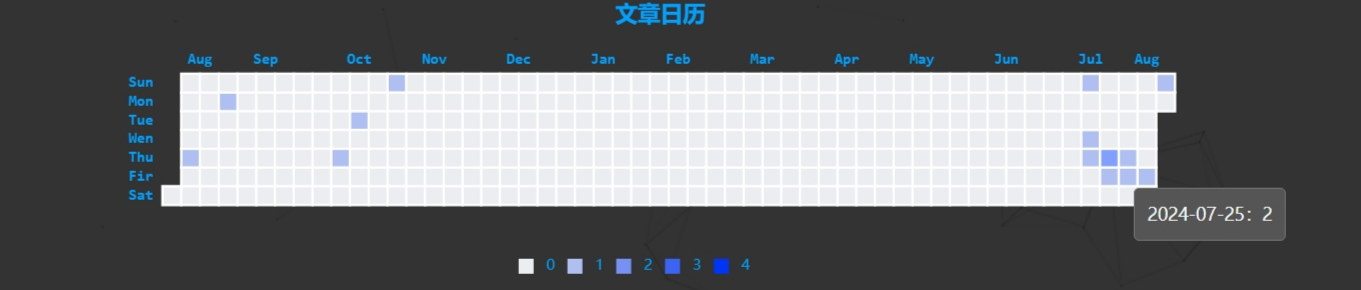 文章日历
Aug Sep Oct Nov Dec Jan Feb Mar Apr May Jun Jul Aug
Sun
Mon
Tue
Wen
Thu
Fir
Sat
2024-07-25: 2
0 1 2 3 4